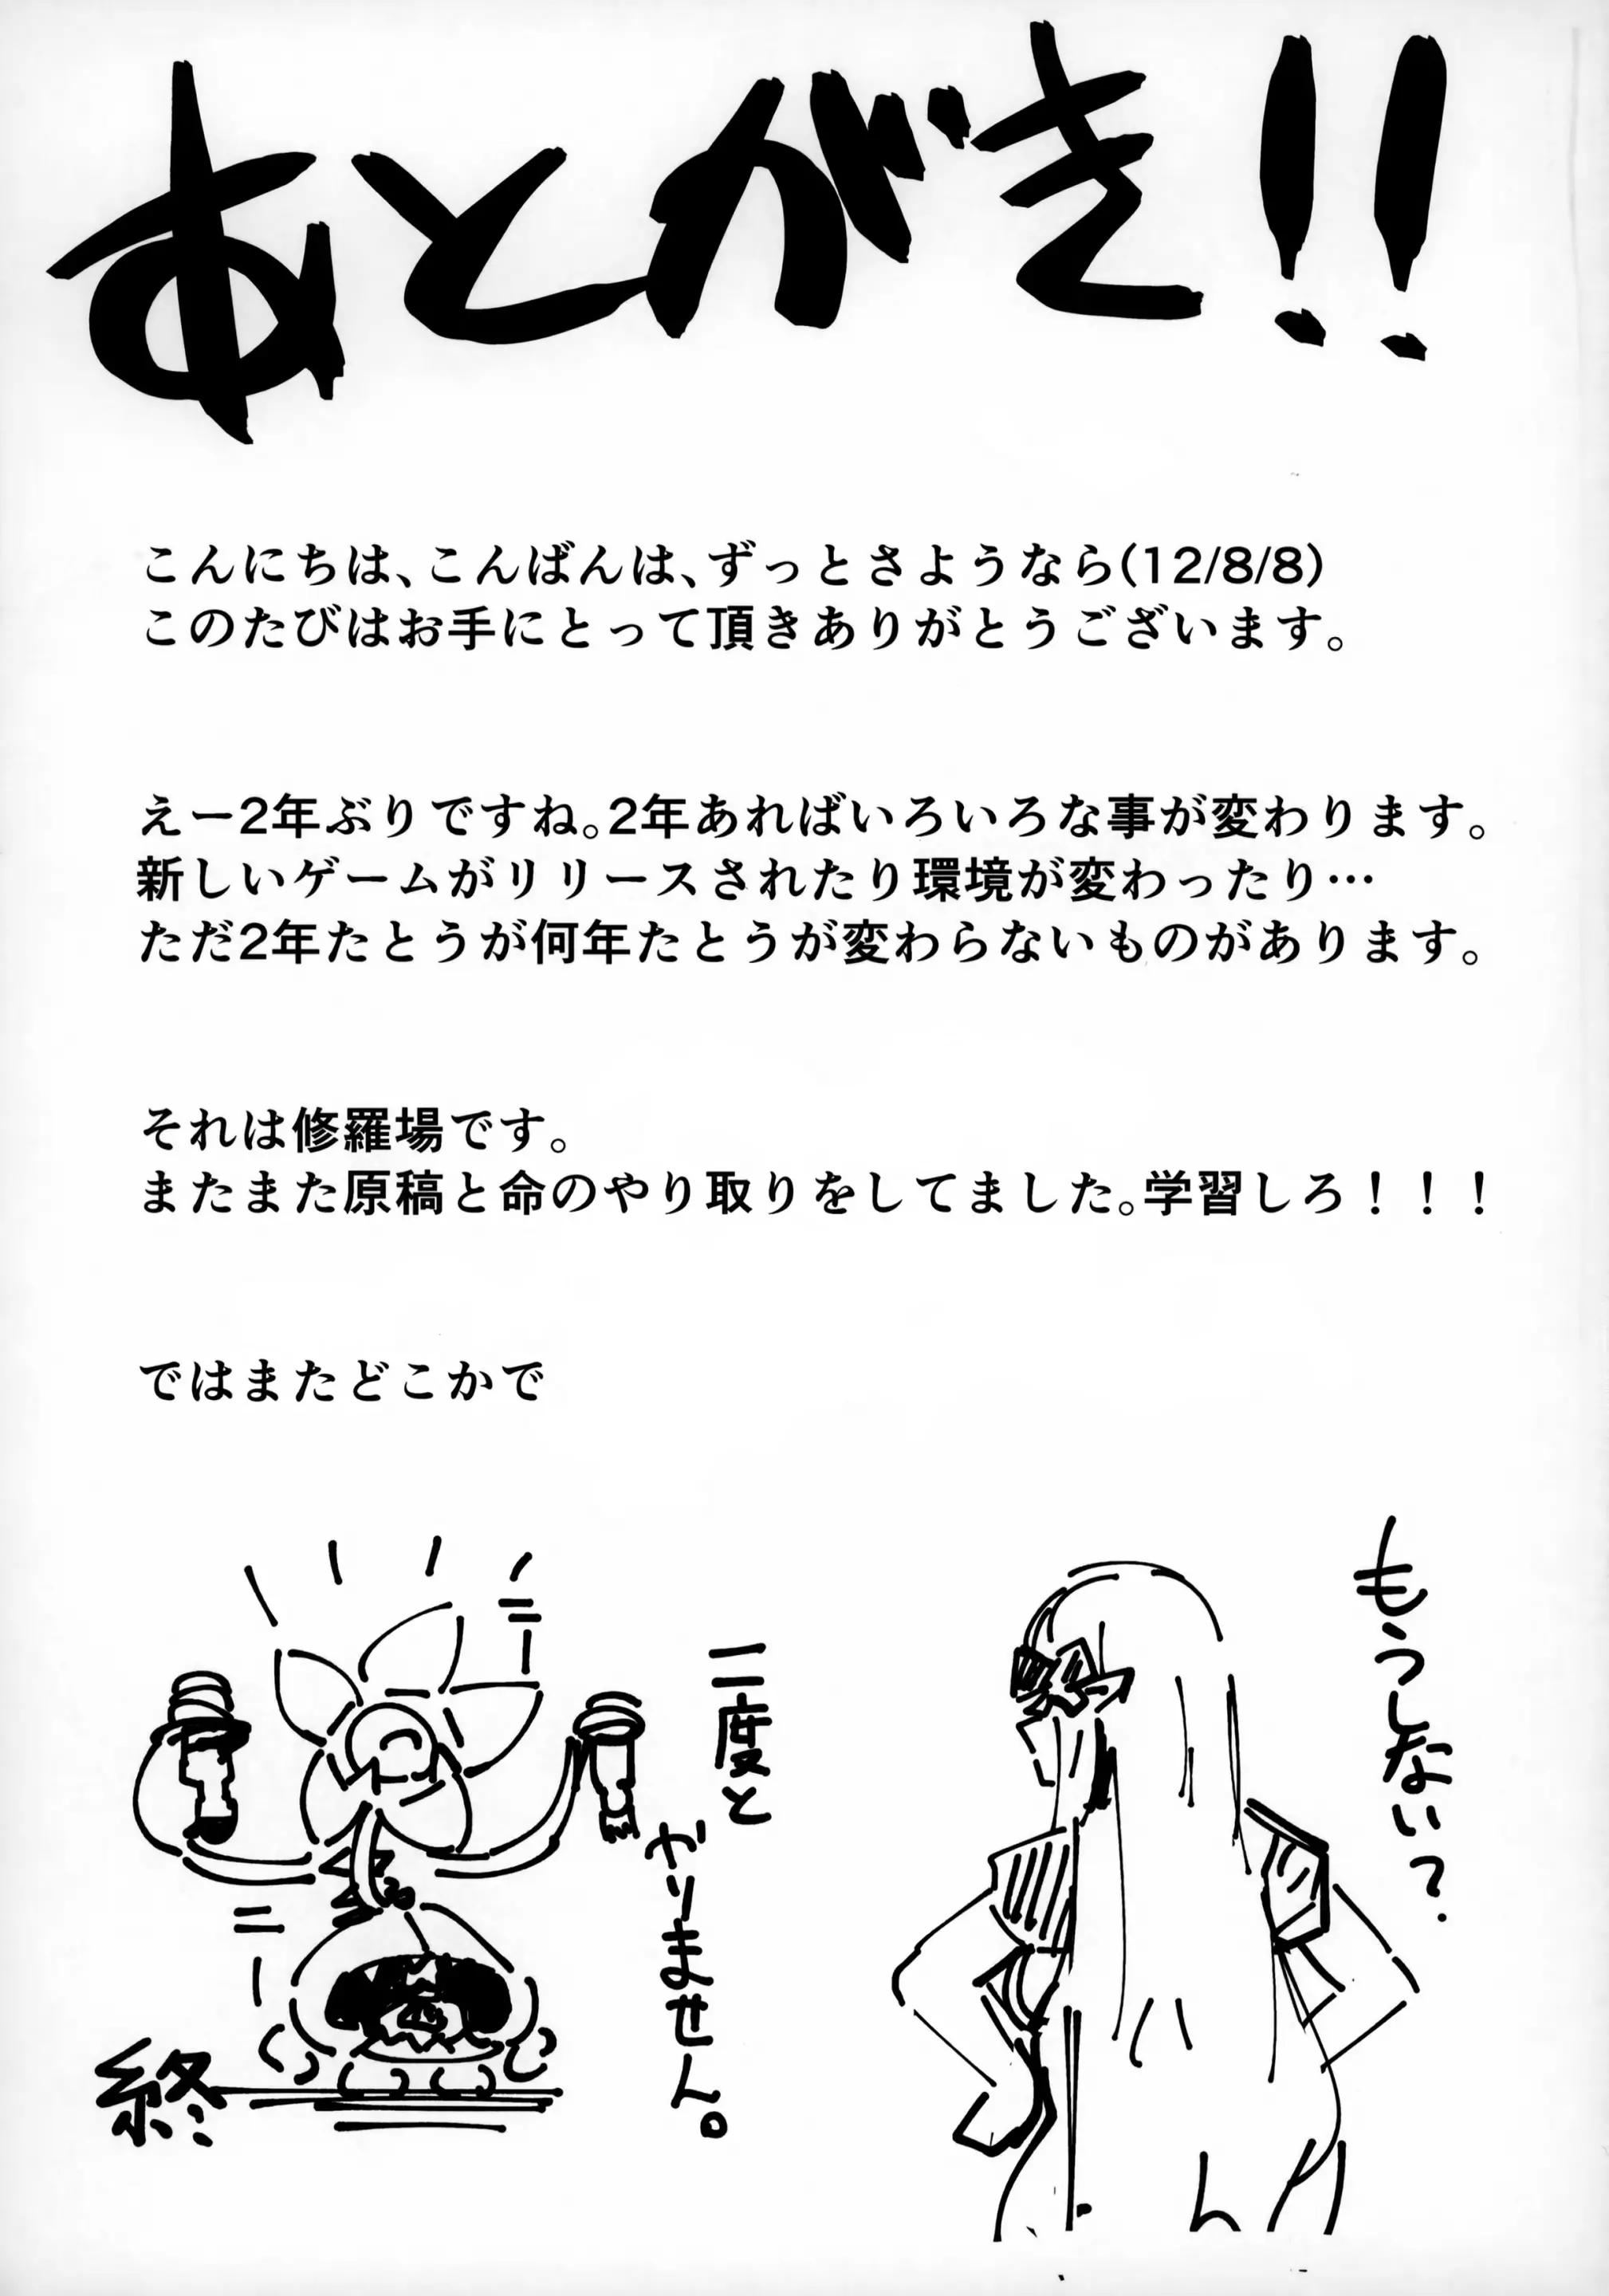 あとがき!!
こんにちは、こんばんは、ずっとさようなら(12/8/8)
このたびはお手にとって頂きありがとうございます。
えー2年ぶりですね。2年あればいろいろな事が変わります。
新しいゲームがリリースされたり環境が変わったり…
ただ2年たとうが何年たとうが変わらないものがあります。
それは修羅場です。
またまた原稿と命のやり取りをしてました。学習しろ！！！
ではまたどこかで
もうしない?
二度と
やりません。
終